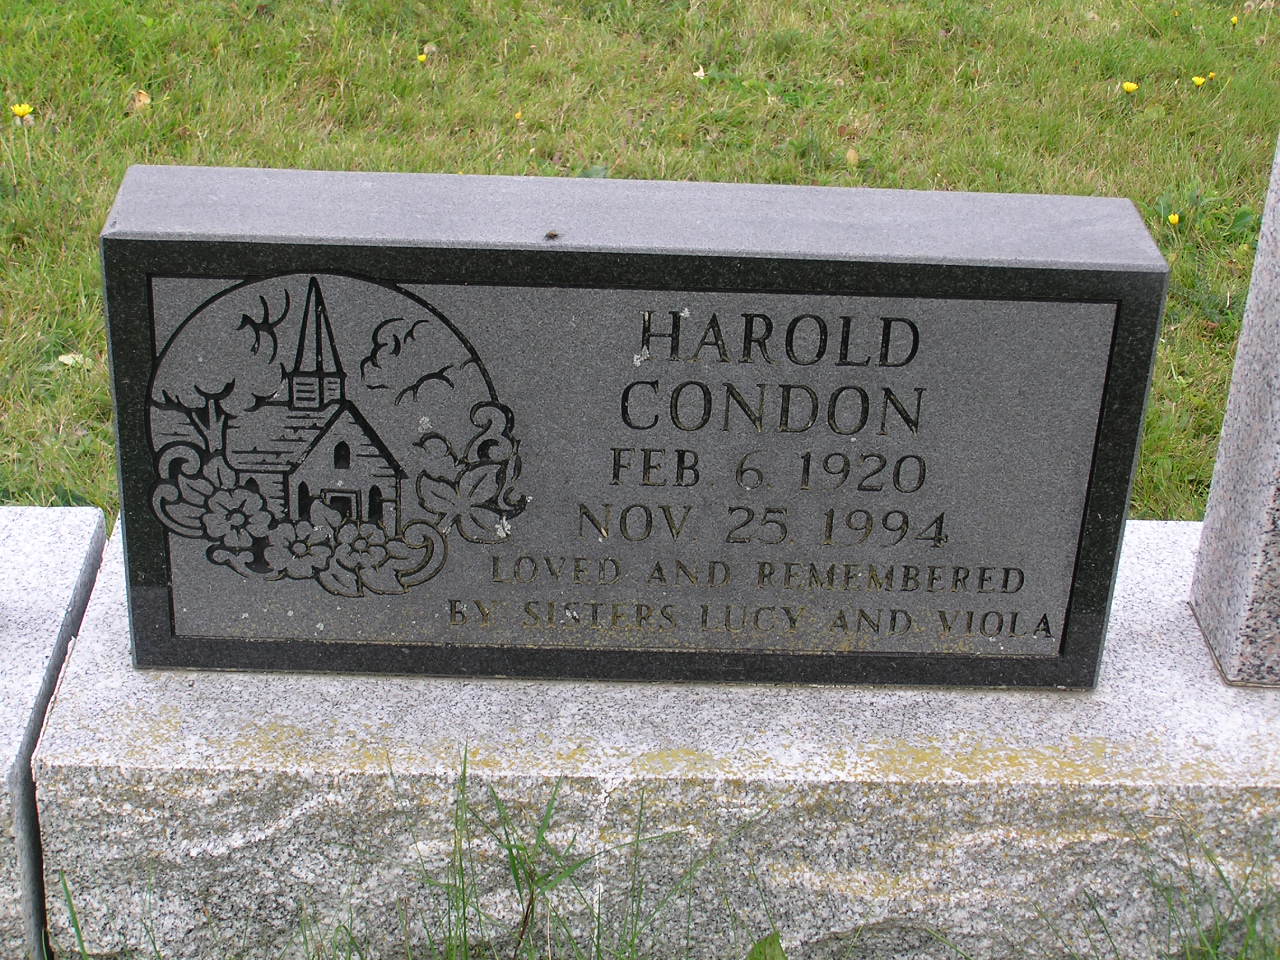 HAROLD
CONDON
FEB. 6. 1920
NOV. 25. 1994
LOVED AND REMEMBERED
BY SISTERS LUCY AND VIOLA